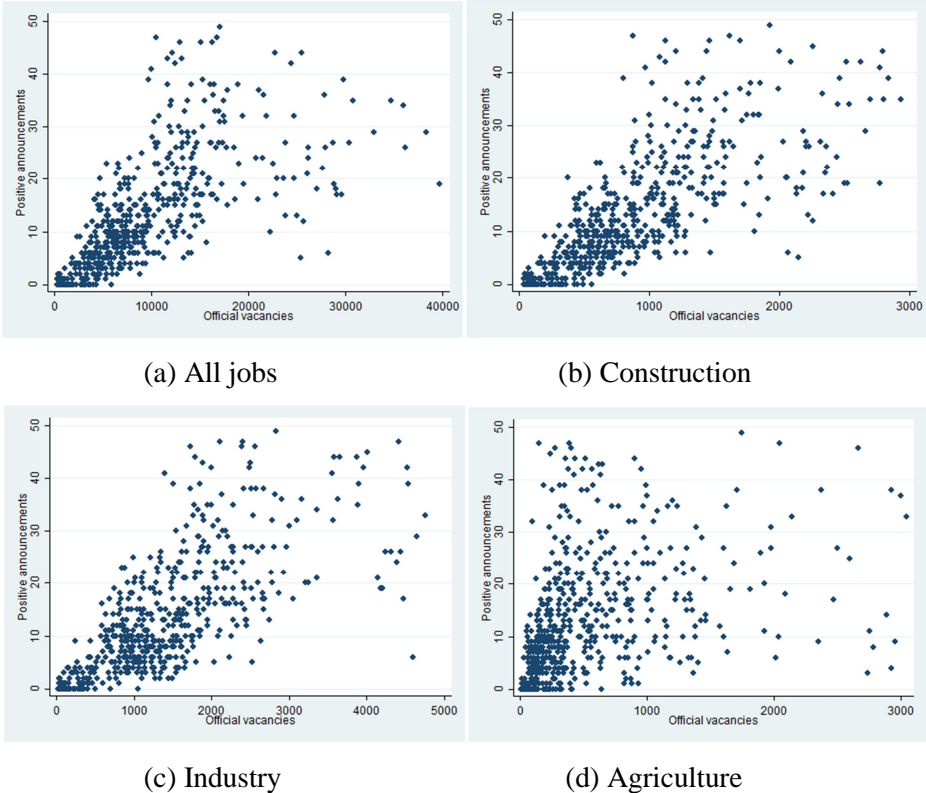 Positive announcements
50
40
30
20
10
0
0 10000 20000 30000 40000
Official vacancies
(a) All jobs
Positive announcements
50
40
30
20
10
0
0 1000 2000 3000
Official vacancies
(b) Construction
Positive announcements
50
40
30
20
10
0
0 1000 2000 3000 4000 5000
Official vacancies
(c) Industry
Positive announcements
50
40
30
20
10
0
0 1000 2000 3000
Official vacancies
(d) Agriculture